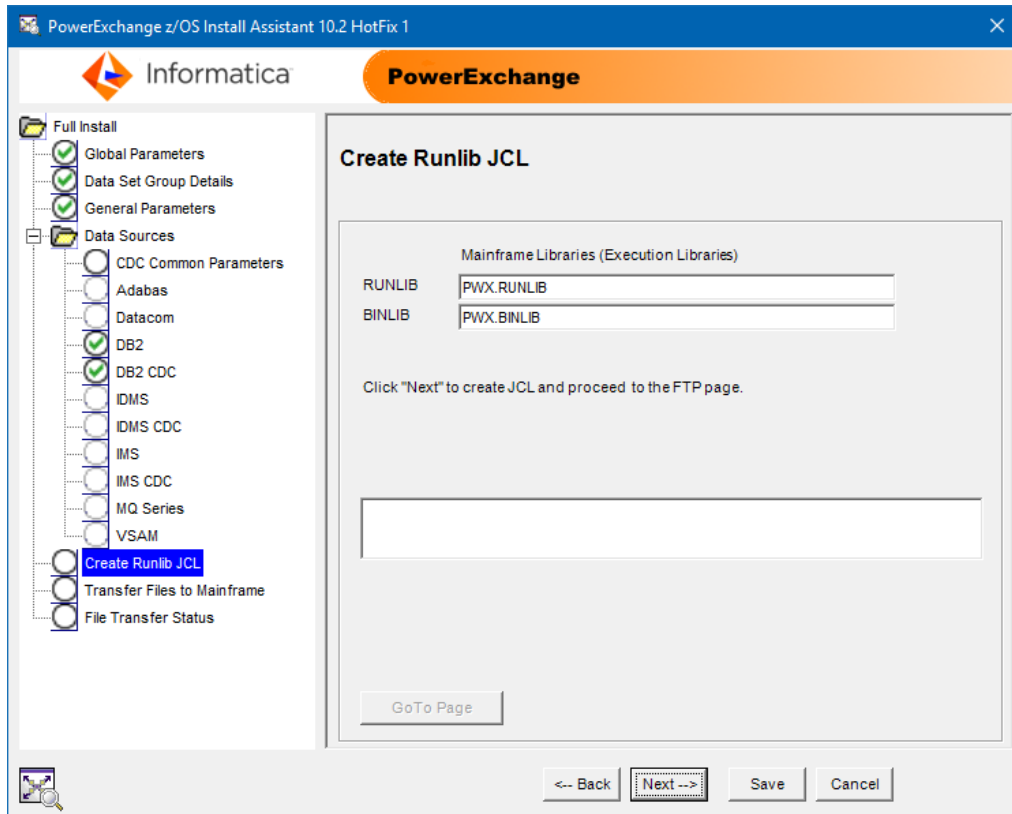 PowerExchange z/OS Install Assistant 10.2 HotFix 1
Informatica
PowerExchange
Full Install
Global Parameters
Data Set Group Details
General Parameters
Data Sources
CDC Common Parameters
Adabas
Datacom
DB2
DB2 CDC
IDMS
IDMS CDC
IMS
IMS CDC
MQ Series
VSAM
Create Runlib JCL
Transfer Files to Mainframe
File Transfer Status
Create Runlib JCL
Mainframe Libraries (Execution Libraries)
RUNLIB PWX.RUNLIB
BINLIB PWX.BINLIB
Click "Next" to create JCL and proceed to the FTP page.
GoTo Page
<-- Back Next --> Save Cancel